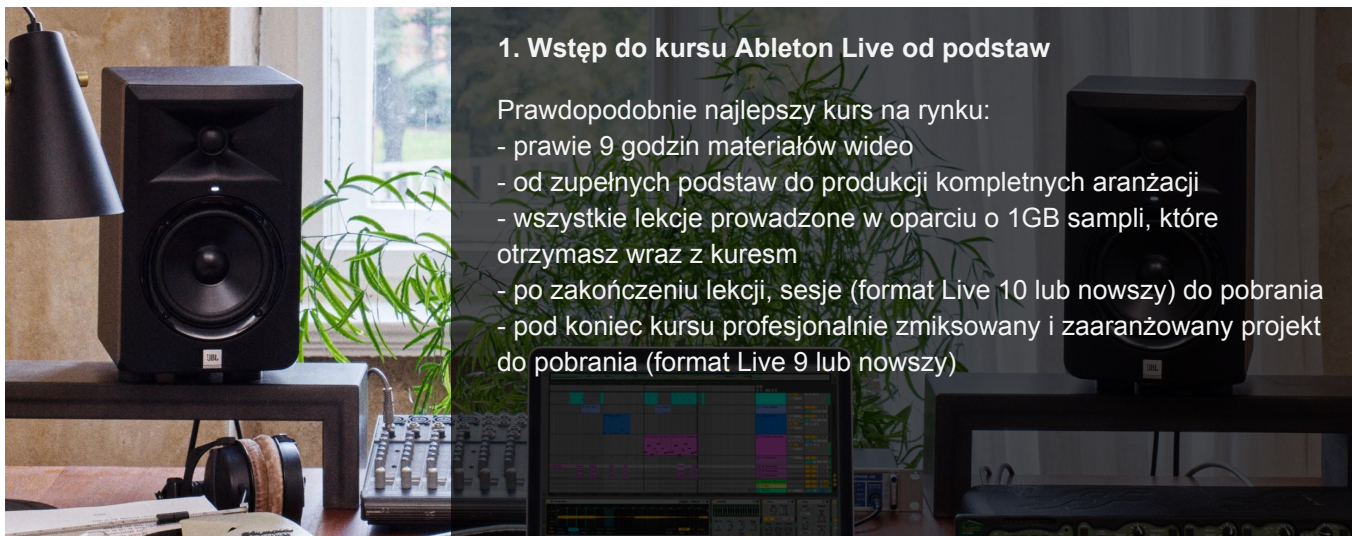 1. Wstęp do kursu Ableton Live od podstaw
Prawdopodobnie najlepszy kurs na rynku:
- prawie 9 godzin materiałów wideo
- od zupełnych podstaw do produkcji kompletnych aranżacji
- wszystkie lekcje prowadzone w oparciu o 1GB sampli, które
otrzymasz wraz z kuresm
- po zakończeniu lekcji, sesje (format Live 10 lub nowszy) do pobrania
- pod koniec kursu profesjonalnie zmiksowany i zaaranżowany projekt
do pobrania (format Live 9 lub nowszy)
JBL
JBL